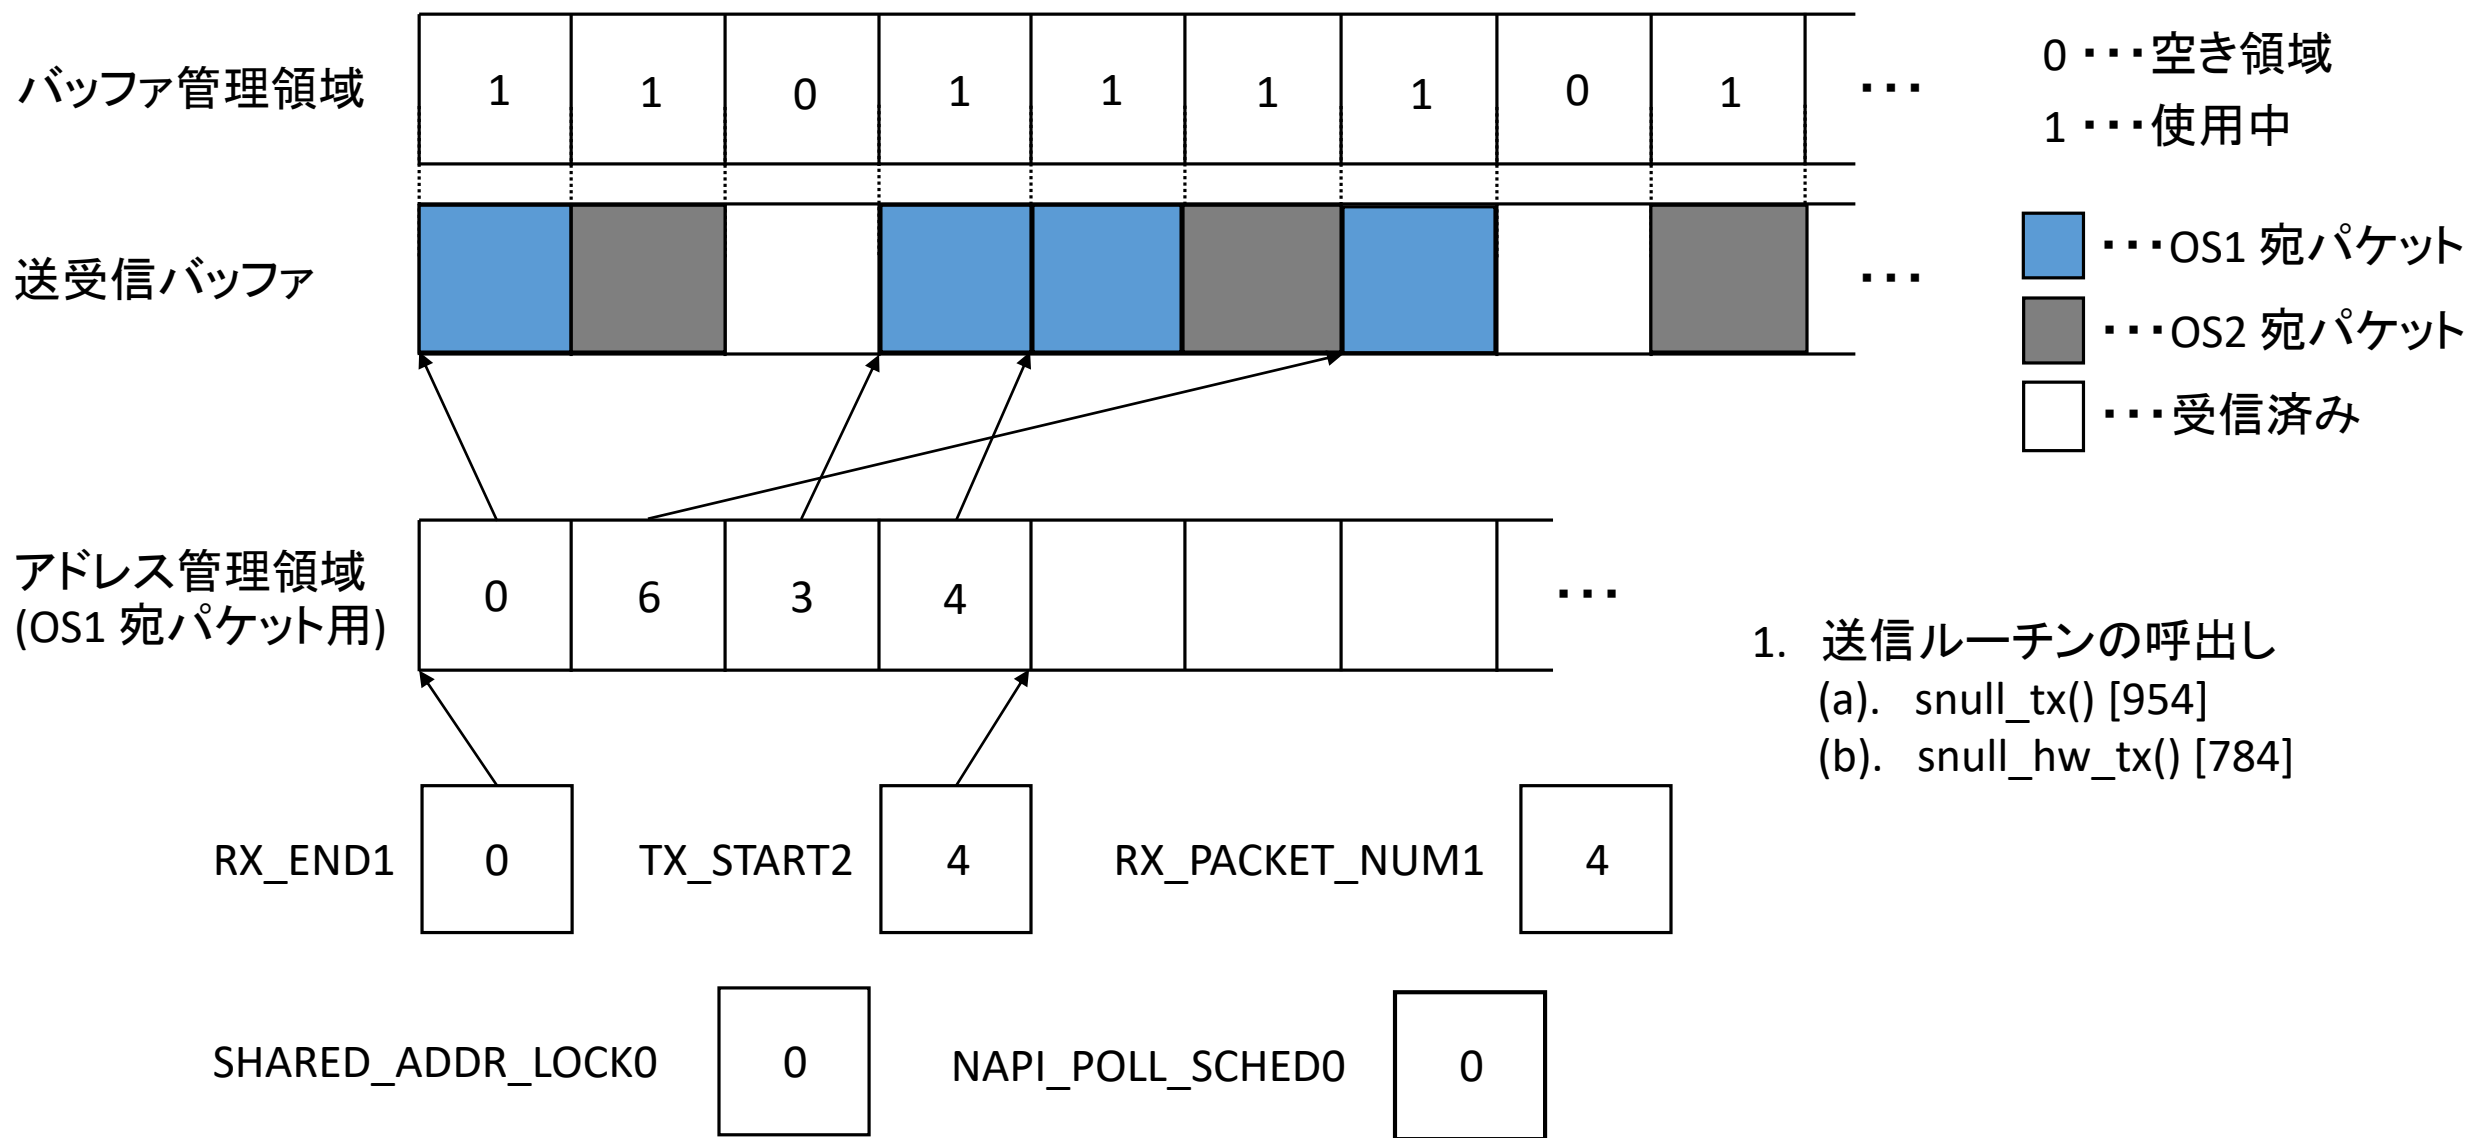 バッファ管理領域 1 1 0 1 1 1 1 0 1 ・・・
0 ・・・空き領域
1 ・・・使用中
送受信バッファ ・・・
・・・OS1 宛パケット
・・・OS2 宛パケット
・・・受信済み
アドレス管理領域
(OS1 宛パケット用)
0 6 3 4 ・・・
1. 送信ルーチンの呼出し
(a). snull_tx() [954]
(b). snull_hw_tx() [784]
RX_END1 0 TX_START2 4 RX_PACKET_NUM1 4
SHARED_ADDR_LOCK0 0 NAPI_POLL_SCHED0 0